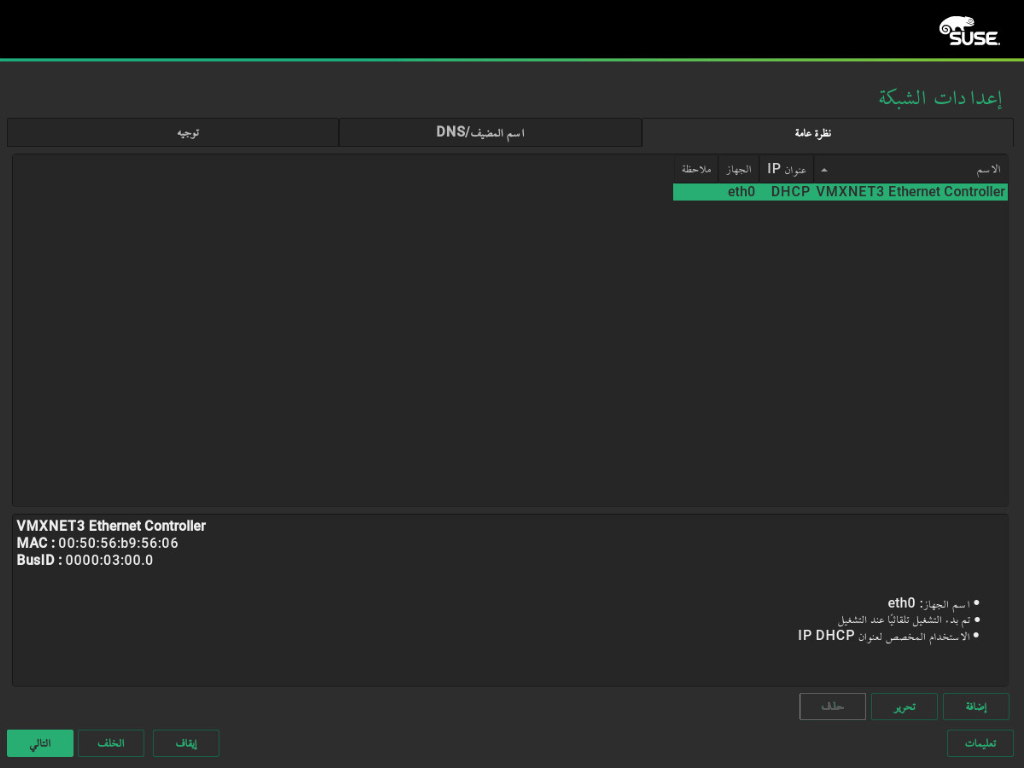 SUSE.
إعدادات الشبكة
نظرة عامة
اسم المضيف/DNS
توجيه
الاسم
عنوان IP
الجهاز
ملاحظة
VMXNET3 Ethernet Controller
DHCP
eth0
VMXNET3 Ethernet Controller
MAC : 00:50:56:b9:56:06
BusID : 0000:03:00.0
• اسم الجهاز: eth0
• تم بدء التشغيل تلقائيًا عند التشغيل
• الاستخدام المخصص لعنوان IP DHCP
إضافة
تحرير
حذف
تعليمات
إيقاف
الخلف
التالي